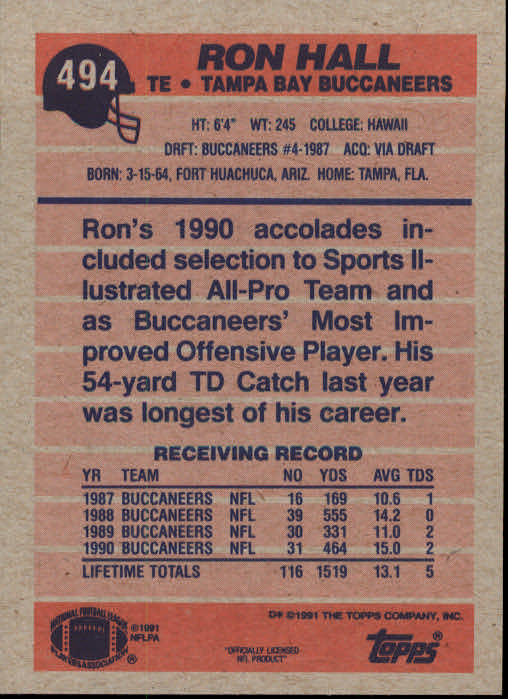 494
RON HALL
TE • TAMPA BAY BUCCANEERS
HT: 6'4" WT: 245 COLLEGE: HAWAII
DRFT: BUCCANEERS #4-1987 ACQ: VIA DRAFT
BORN: 3-15-64, FORT HUACHUCA, ARIZ. HOME: TAMPA, FLA.
Ron's 1990 accolades in-
cluded selection to Sports Il-
lustrated All-Pro Team and
as Buccaneers' Most Im-
proved Offensive Player. His
54-yard TD Catch last year
was longest of his career.
RECEIVING RECORD
YR TEAM NO YDS AVG TDS
1987 BUCCANEERS NFL 16 169 10.6 1
1988 BUCCANEERS NFL 39 555 14.2 0
1989 BUCCANEERS NFL 30 331 11.0 2
1990 BUCCANEERS NFL 31 464 15.0 2
LIFETIME TOTALS 116 1519 13.1 5
NATIONAL FOOTBALL LEAGUE
PLAYERS ASSOCIATION
©1991
NFLPA
D* ©1991 THE TOPPS COMPANY, INC.
"OFFICIALLY LICENSED
NFL PRODUCT"
topps®